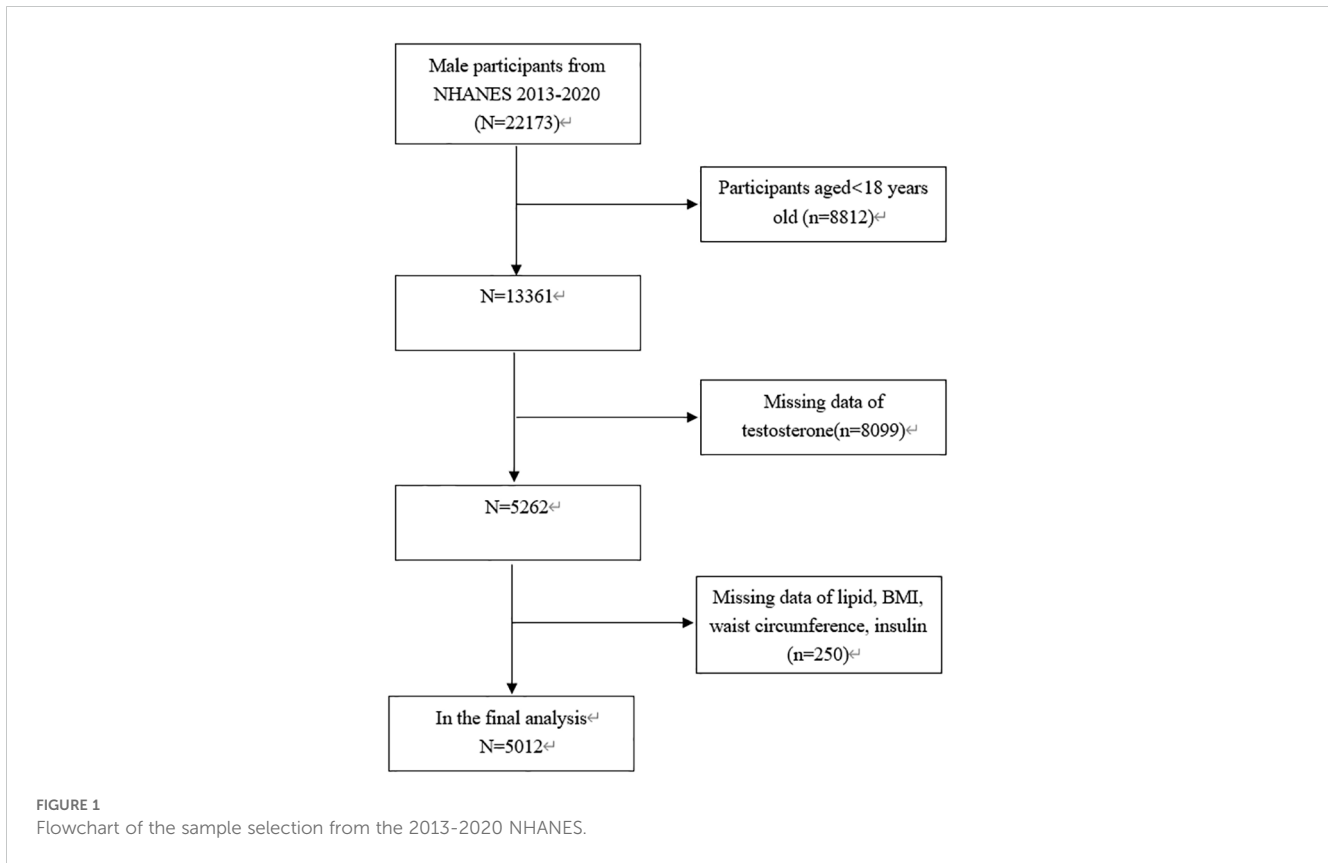 Male participants from
NHANES 2013-2020
(N=22173)↵
Participants aged<18 years
old (n=8812)↵
N=13361↵
Missing data of
testosterone(n=8099)↵
N=5262↵
Missing data of lipid, BMI,
waist circumference, insulin
(n=250)↵
In the final analysis↵
N=5012↵
FIGURE 1
Flowchart of the sample selection from the 2013-2020 NHANES.